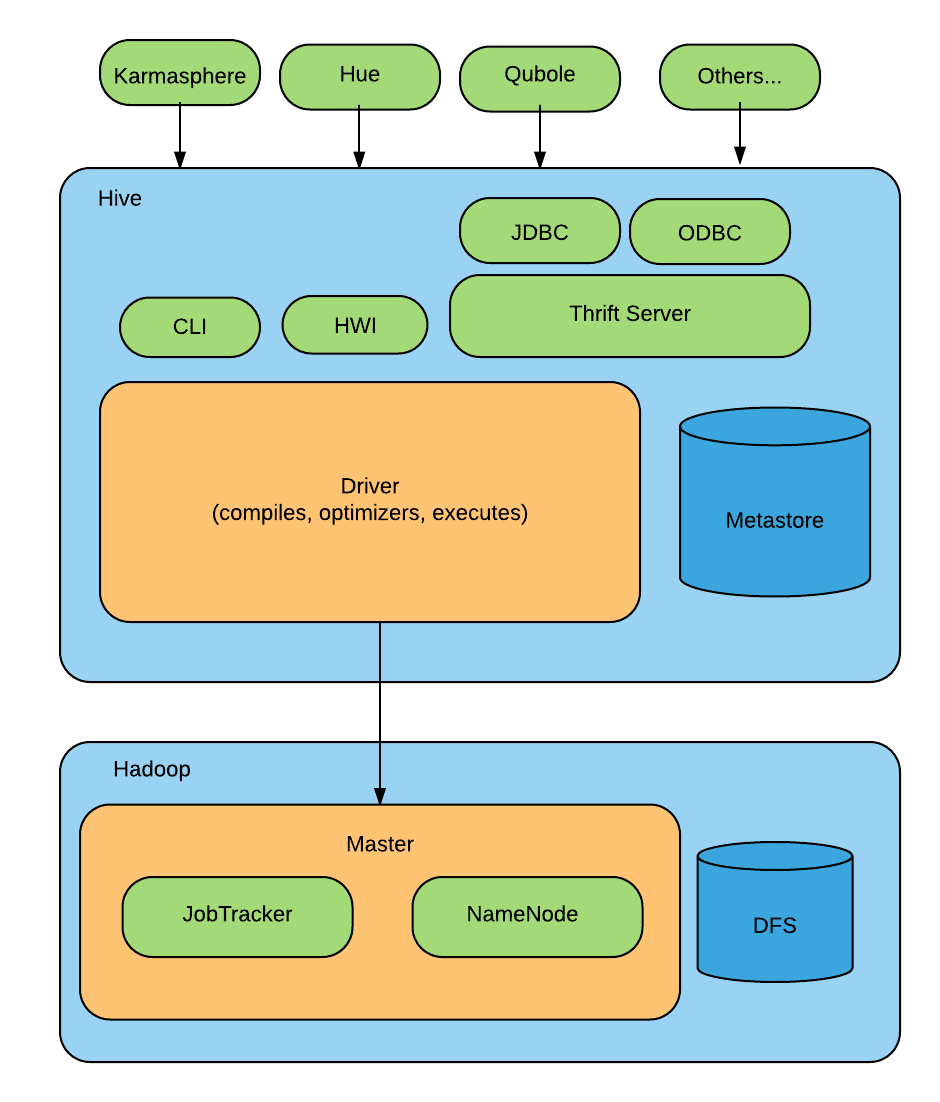 Karmasphere
Hue
Qubole
Others...
Hive
JDBC
ODBC
CLI
HWI
Thrift Server
Driver
(compiles, optimizers, executes)
Metastore
Hadoop
Master
JobTracker
NameNode
DFS